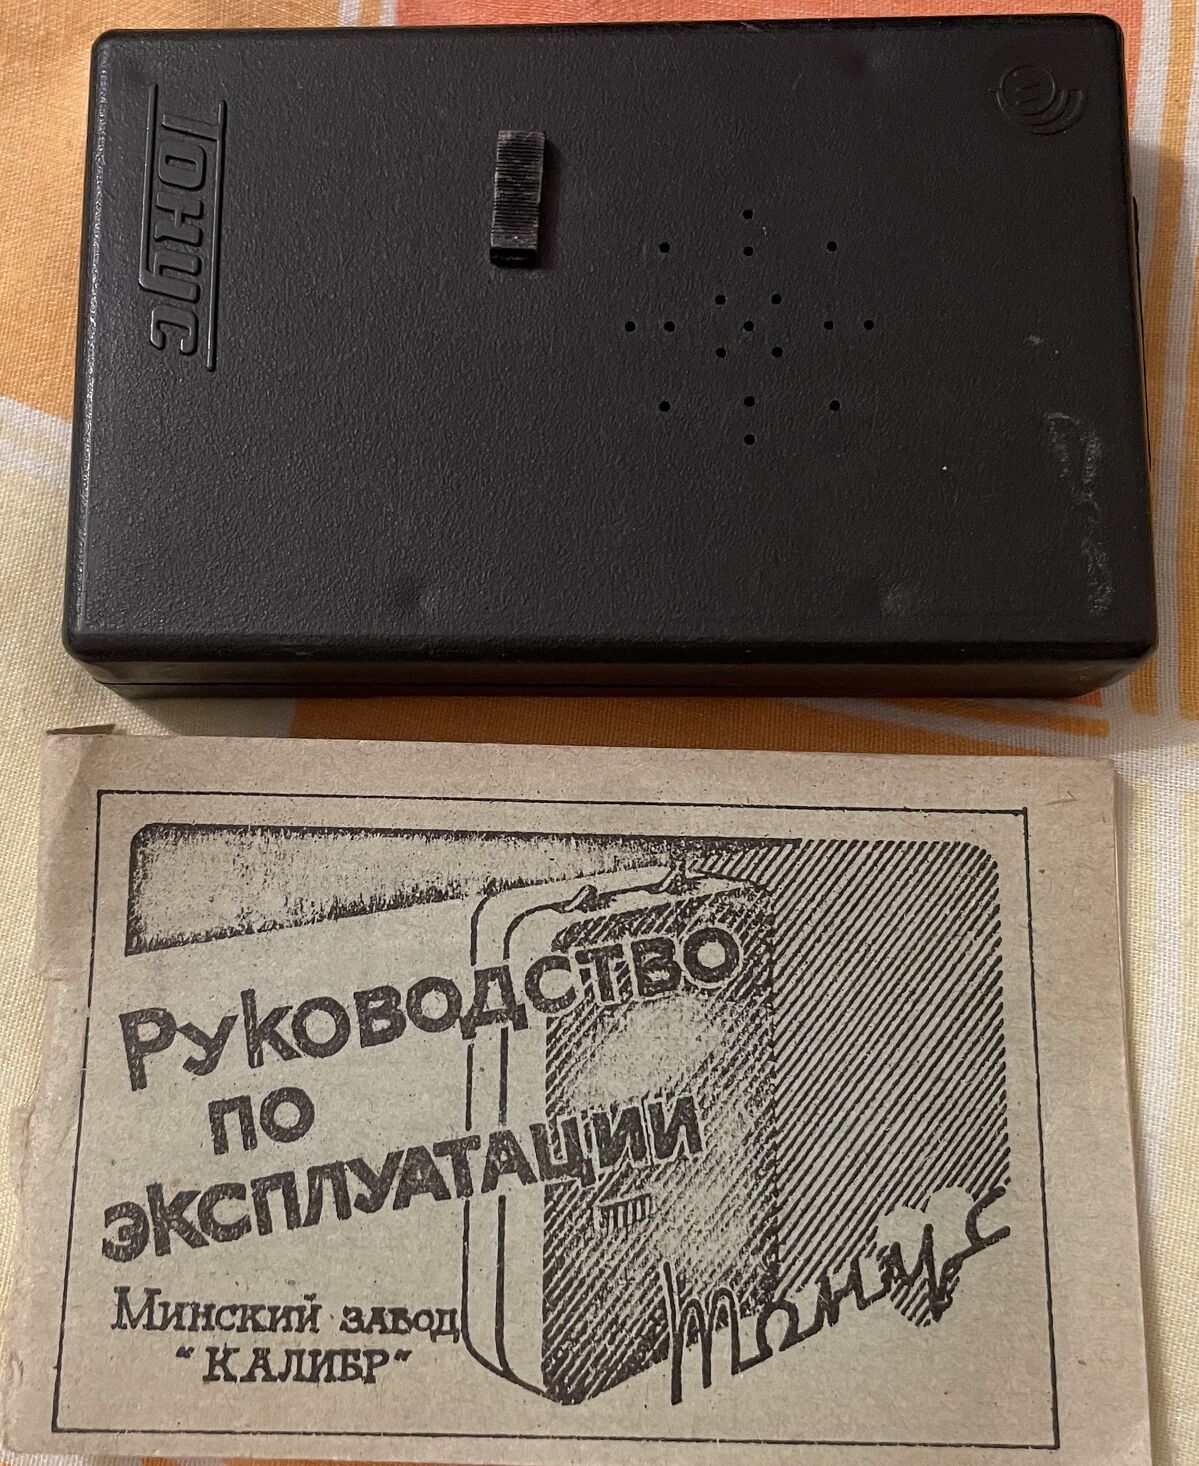 Тонус
Руководство
по
эксплуатации
Минский завод
"КАЛИБР"
Тонус